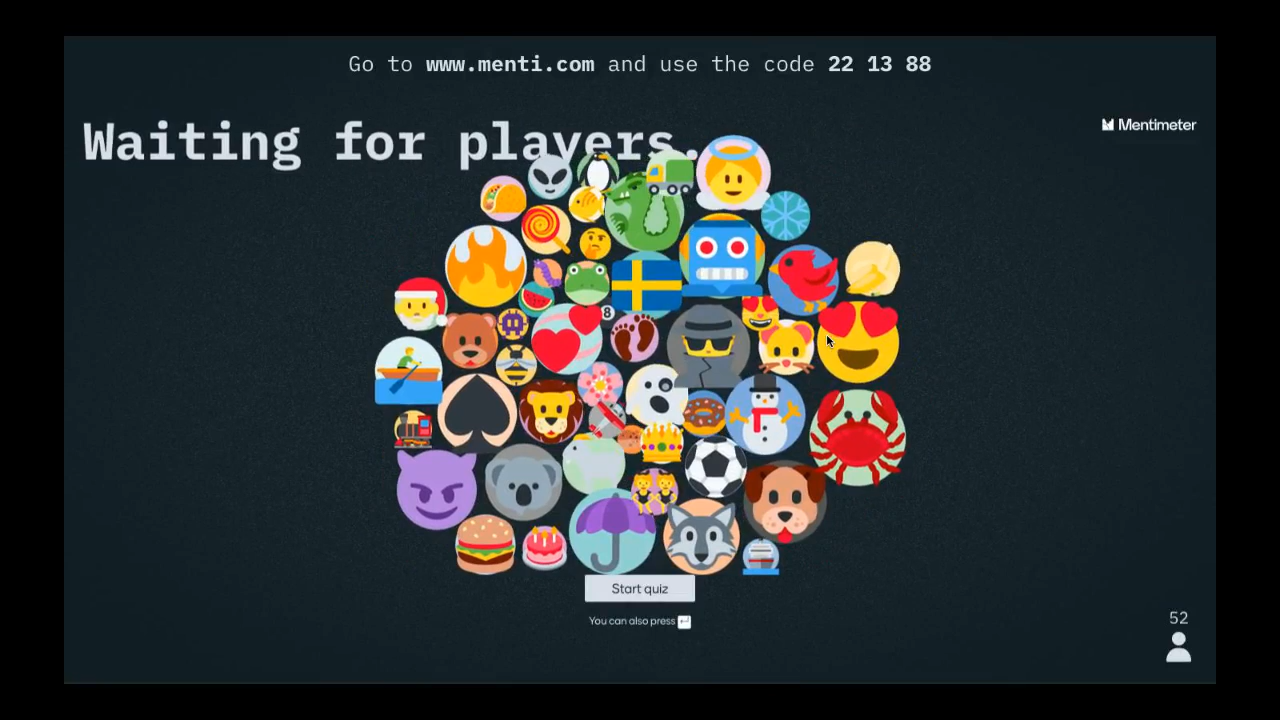 Go to www.menti.com and use the code 22 13 88
Waiting for players.
Mentimeter
8
Start quiz
You can also press
52